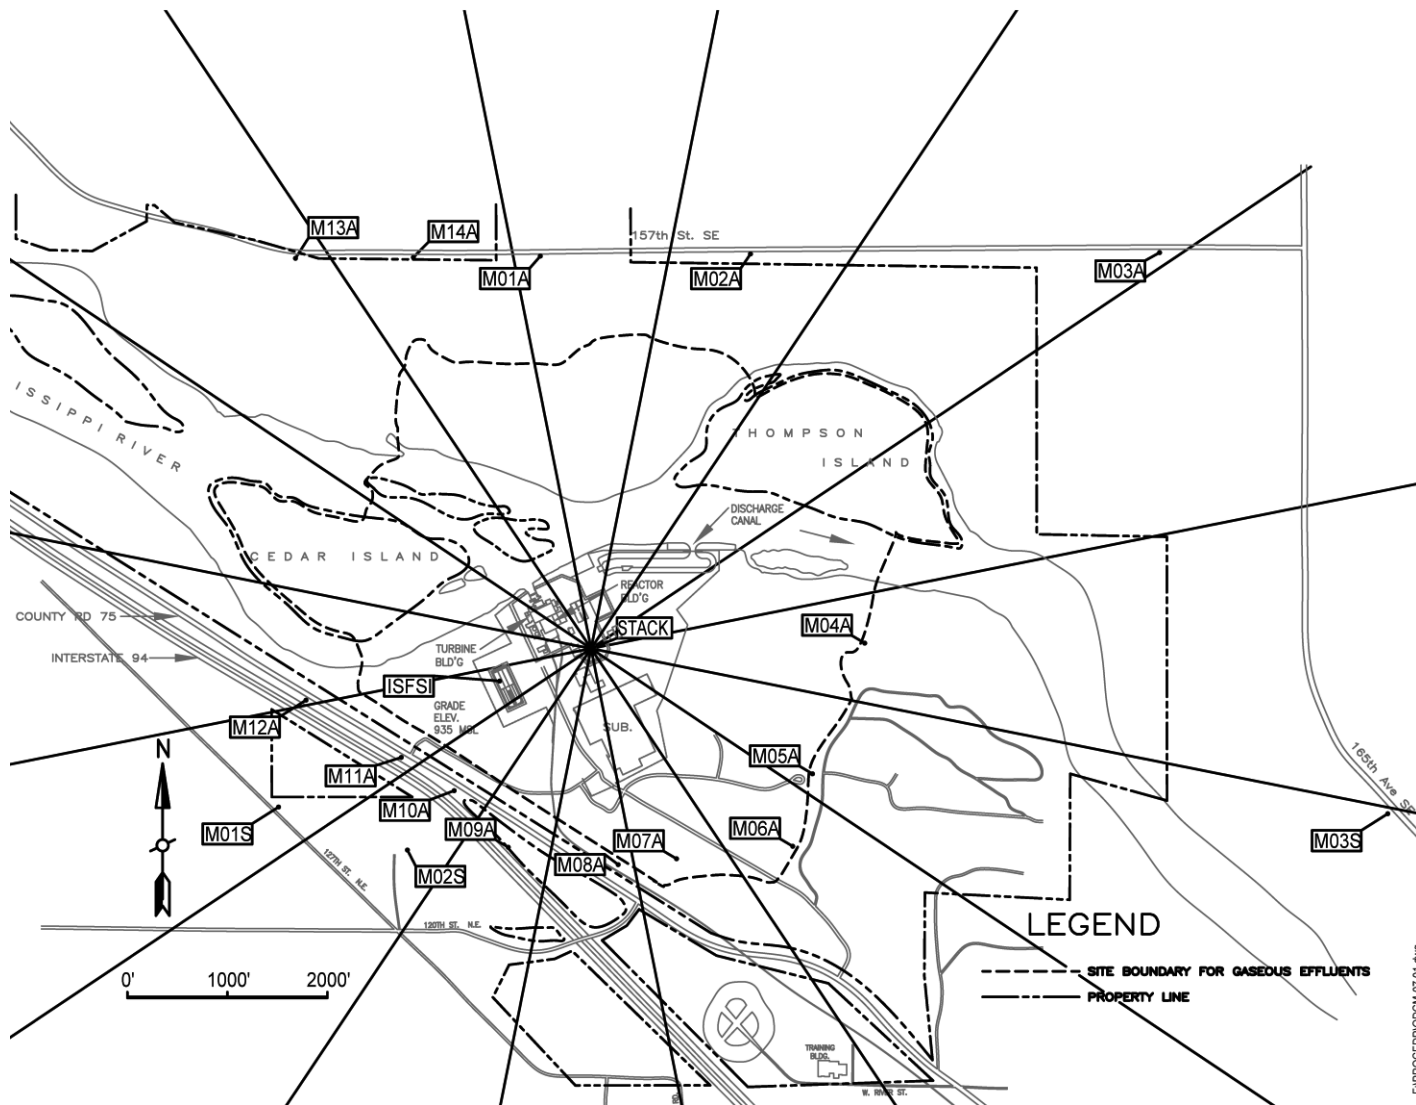 M13A
M14A
157th St. SE
M01A
M02A
M03A
ISSIPPI RIVER
THOMPSON
ISLAND
DISCHARGE
CANAL
CEDAR ISLAND
REACTOR
BLD'G
COUNTY RD 75
STACK
M04A
INTERSTATE 94
TURBINE
BLD'G
ISFSI
GRADE
ELEV.
935 MSL
M12A
SUB.
N
M11A
M05A
165th Ave SE
M10A
M01S
M09A
M07A
M06A
M03S
127TH ST. N.E.
M08A
M02S
120TH ST. N.E.
LEGEND
0' 1000' 2000'
SITE BOUNDARY FOR GASEOUS EFFLUENTS
PROPERTY LINE
TRAINING
BLDG.
W. RIVER ST.